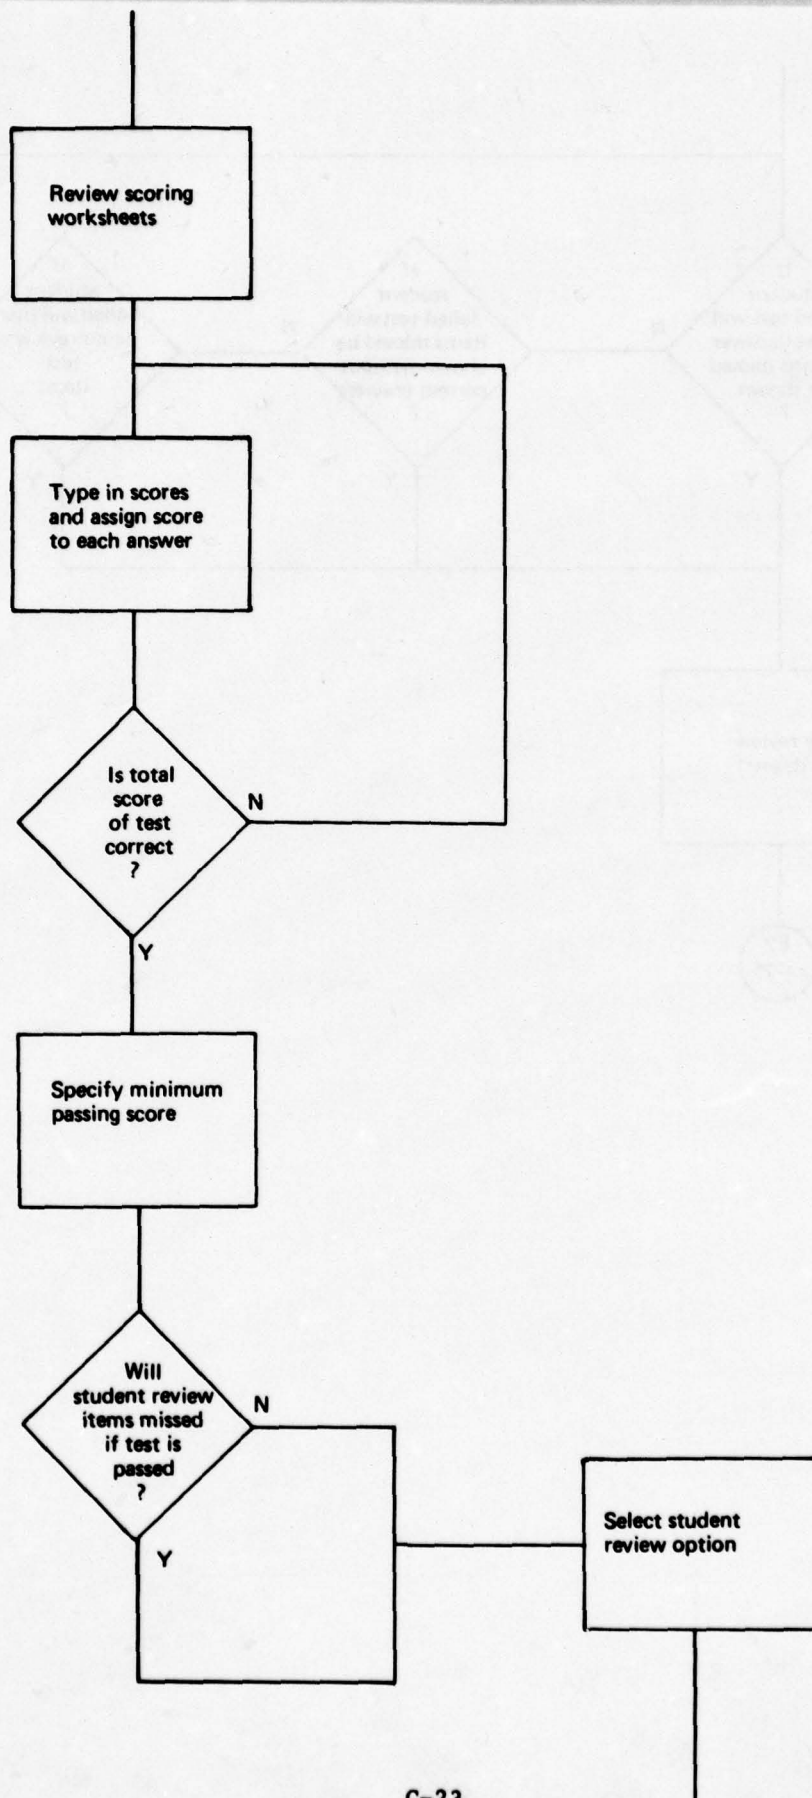 Review scoring
worksheets
Type in scores
and assign score
to each answer
Is total
score
of test
correct
?
N
Y
Specify minimum
passing score
Will
student review
items missed
if test is
passed
?
N
Y
Select student
review option